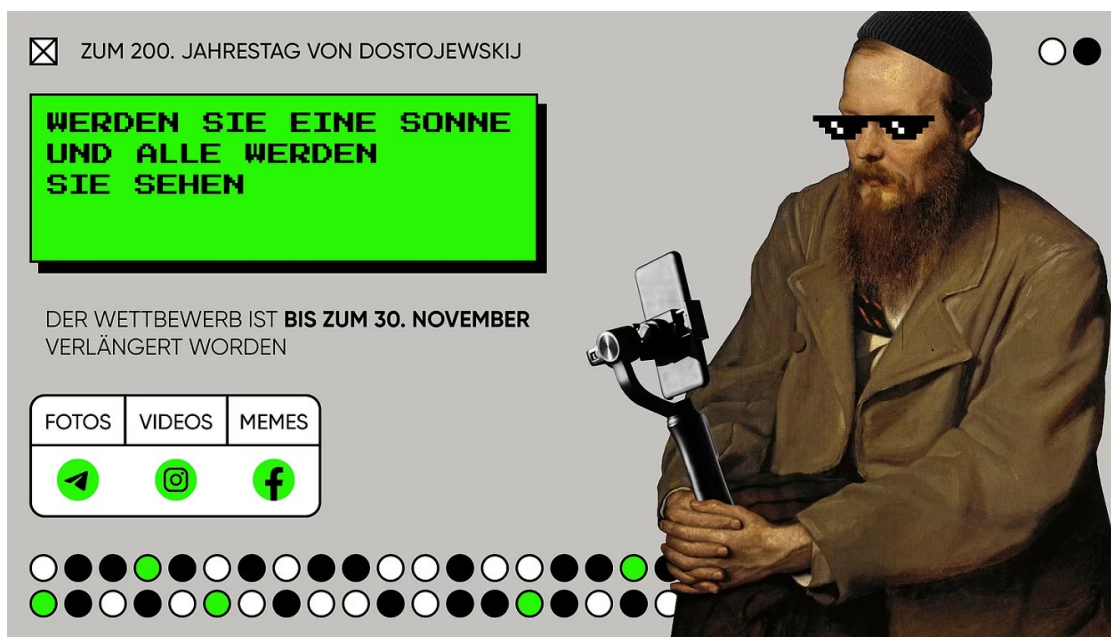 ZUM 200. JAHRESTAG VON DOSTOJEWSKIJ
WERDEN SIE EINE SONNE
UND ALLE WERDEN
SIE SEHEN
DER WETTBEWERB IST BIS ZUM 30. NOVEMBER
VERLÄNGERT WORDEN
FOTOS VIDEOS MEMES